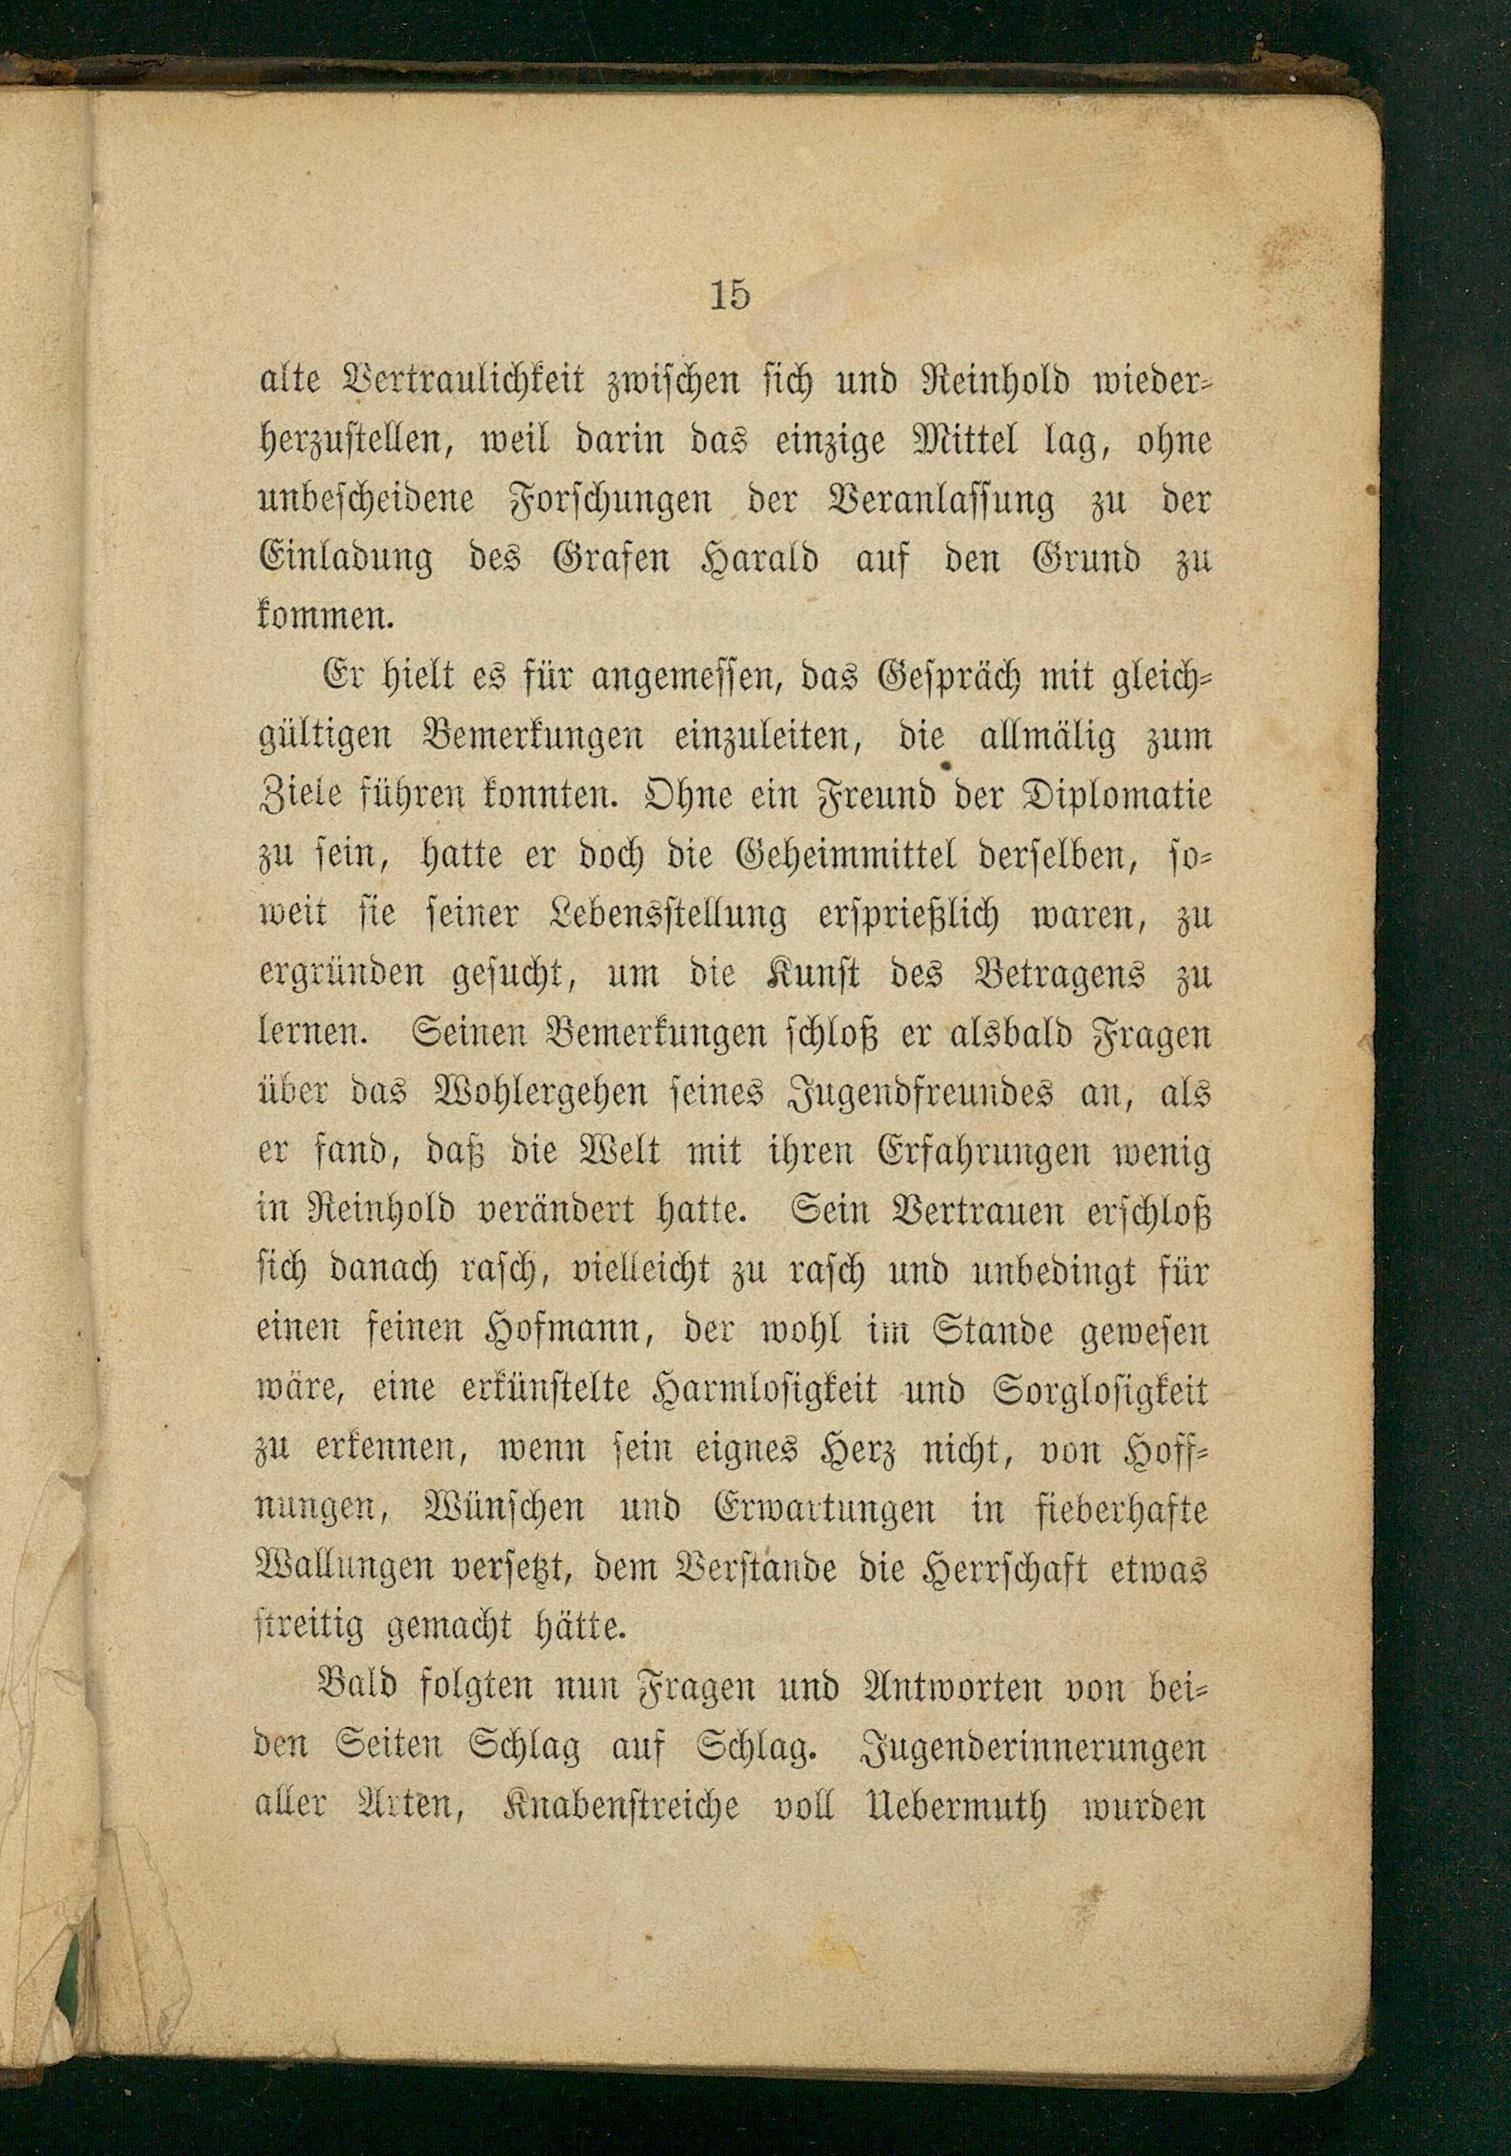 15
alte Vertraulichkeit zwischen sich und Reinhold wieder-
herzustellen, weil darin das einzige Mittel lag, ohne
unbescheidene Forschungen der Veranlassung zu der
Einladung des Grafen Harald auf den Grund zu
kommen.
Er hielt es für angemessen, das Gespräch mit gleich-
gültigen Bemerkungen einzuleiten, die allmälig zum
Ziele führen konnten. Ohne ein Freund der Diplomatie
zu sein, hatte er doch die Geheimmittel derselben, so-
weit sie seiner Lebensstellung ersprießlich waren, zu
ergründen gesucht, um die Kunst des Betragens zu
lernen. Seinen Bemerkungen schloß er alsbald Fragen
über das Wohlergehen seines Jugendfreundes an, als
er fand, daß die Welt mit ihren Erfahrungen wenig
in Reinhold verändert hatte. Sein Vertrauen erschloß
sich danach rasch, vielleicht zu rasch und unbedingt für
einen feinen Hofmann, der wohl im Stande gewesen
wäre, eine erkünstelte Harmlosigkeit und Sorglosigkeit
zu erkennen, wenn sein eignes Herz nicht, von Hoff-
nungen, Wünschen und Erwartungen in fieberhafte
Wallungen versetzt, dem Verstande die Herrschaft etwas
streitig gemacht hätte.
Bald folgten nun Fragen und Antworten von bei-
den Seiten Schlag auf Schlag. Jugenderinnerungen
aller Arten, Knabenstreiche voll Uebermuth wurden